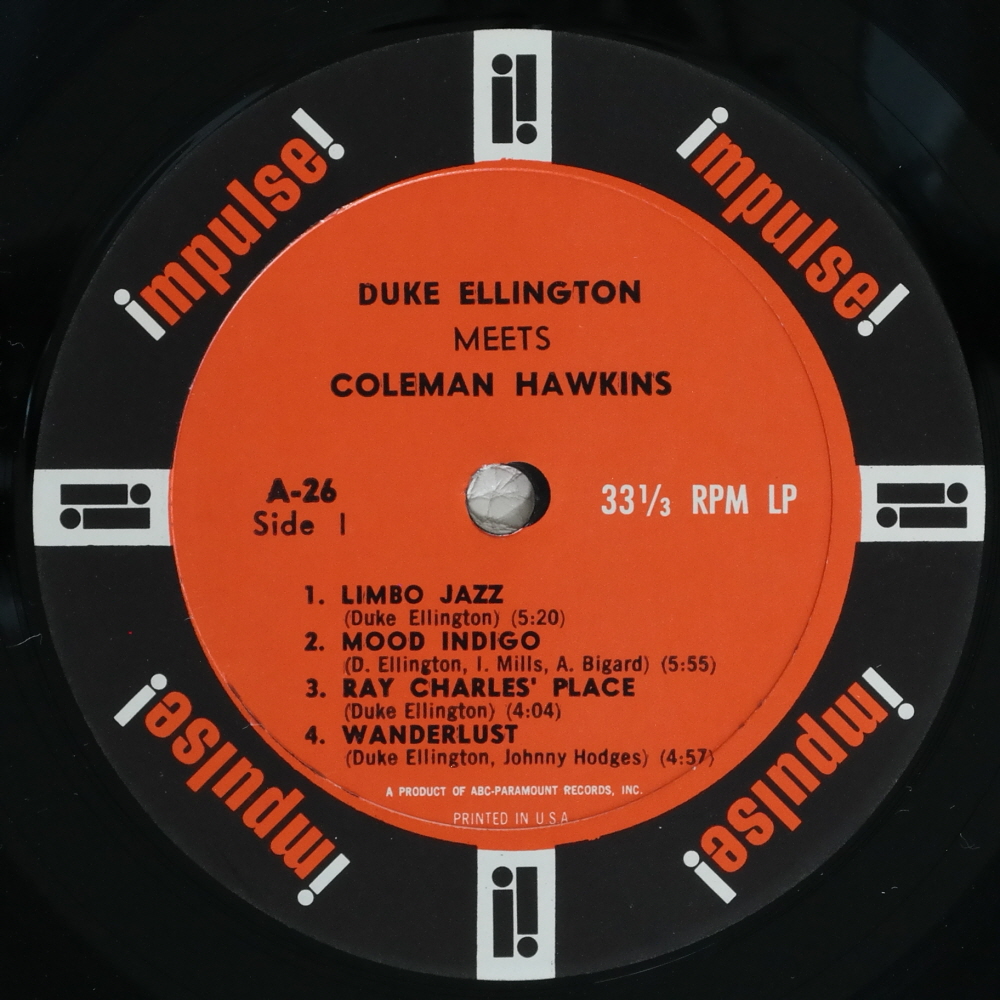 impulse!
impulse!
DUKE ELLINGTON
MEETS
COLEMAN HAWKINS
A-26
Side 1
33 1/3 RPM LP
1. LIMBO JAZZ
(Duke Ellington) (5:20)
2. MOOD INDIGO
(D. Ellington, I. Mills, A. Bigard) (5:55)
3. RAY CHARLES' PLACE
(Duke Ellington) (4:04)
4. WANDERLUST
(Duke Ellington, Johnny Hodges) (4:57)
A PRODUCT OF ABC-PARAMOUNT RECORDS, INC.
PRINTED IN U S A
impulse!
impulse!